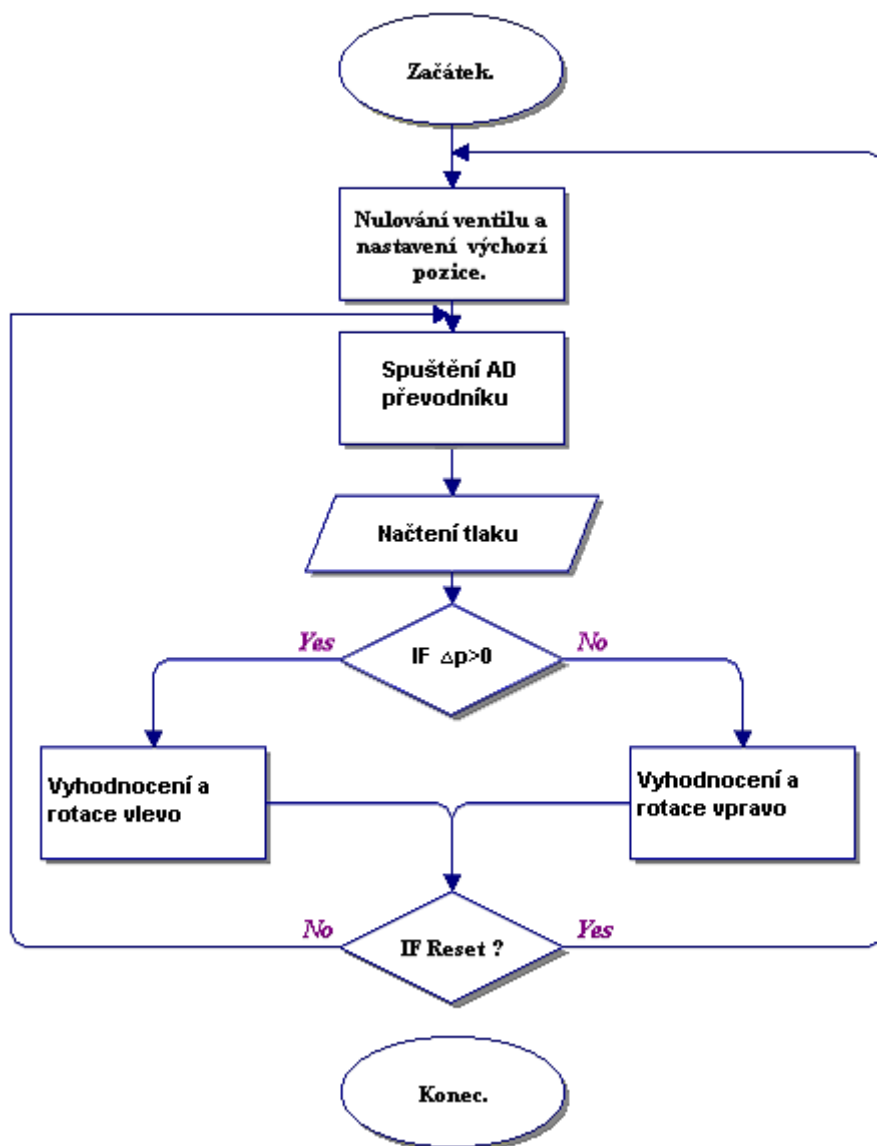 Začátek.
Nulování ventilu a
nastavení výchozí
pozice.
Spuštění AD
převodníku
Načtení tlaku
Yes
IF Δp>0
No
Vyhodnocení a
rotace vlevo
Vyhodnocení a
rotace vpravo
No
IF Reset ?
Yes
Konec.